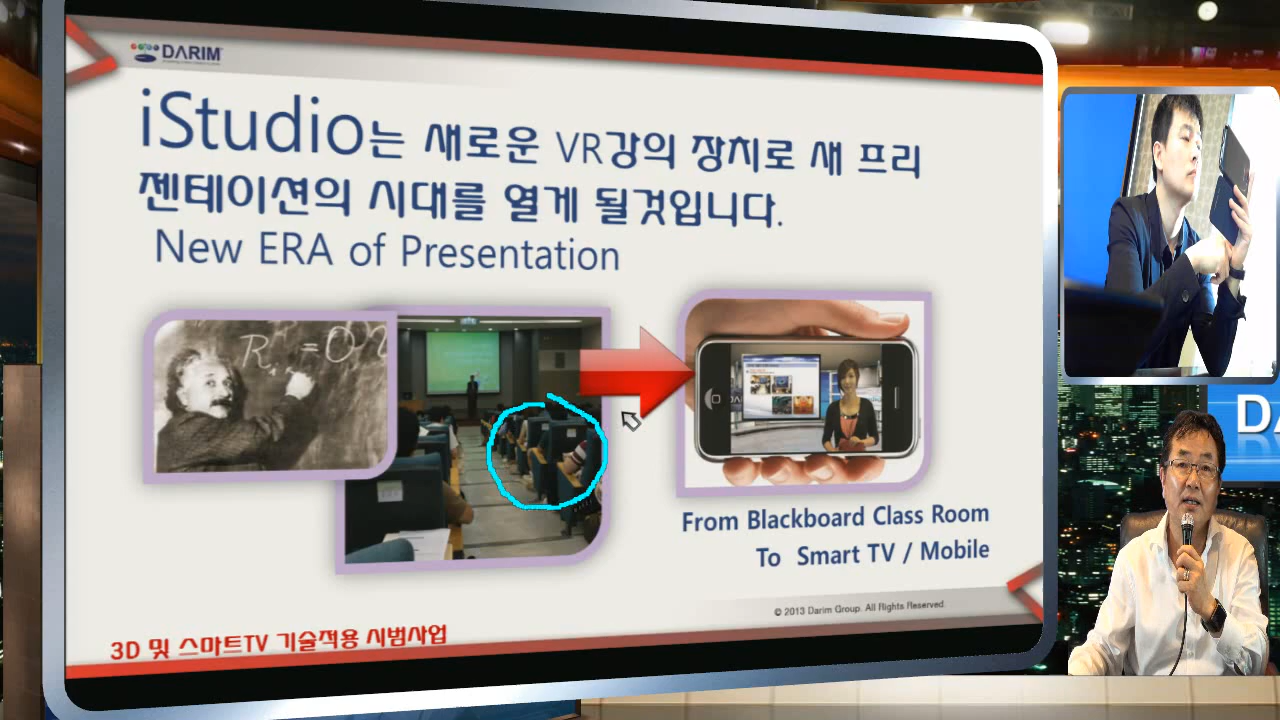 DARIM
iStudio는 새로운 VR강의 장치로 새 프리
젠테이션의 시대를 열게 될것입니다.
New ERA of Presentation
From Blackboard Class Room
To Smart TV / Mobile
© 2013 Darim Group. All Rights Reserved.
3D 및 스마트TV 기술적용 시범사업